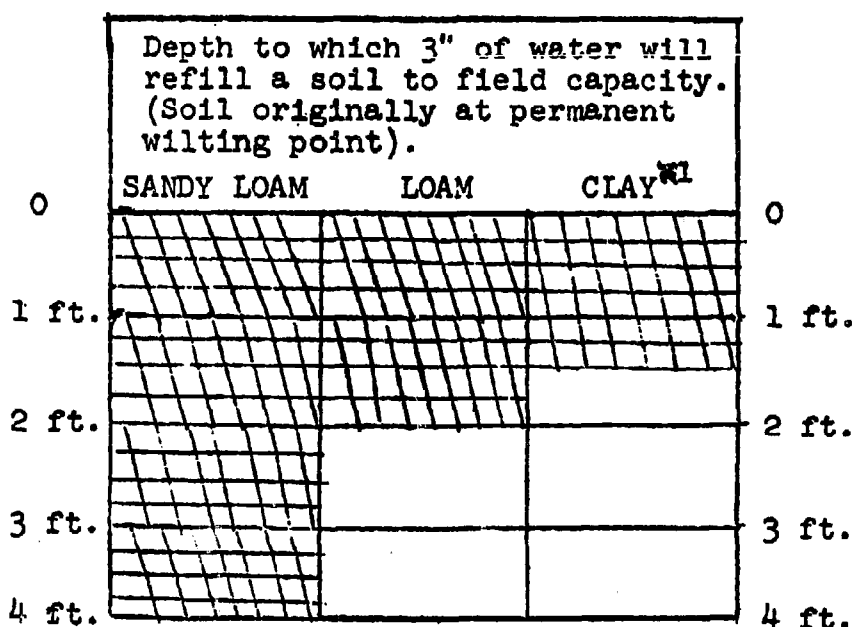 Depth to which 3" of water will
refill a soil to field capacity.
(Soil originally at permanent
wilting point).
SANDY LOAM LOAM CLAY*1
0 0
1 ft. 1 ft.
2 ft. 2 ft.
3 ft. 3 ft.
4 ft. 4 ft.